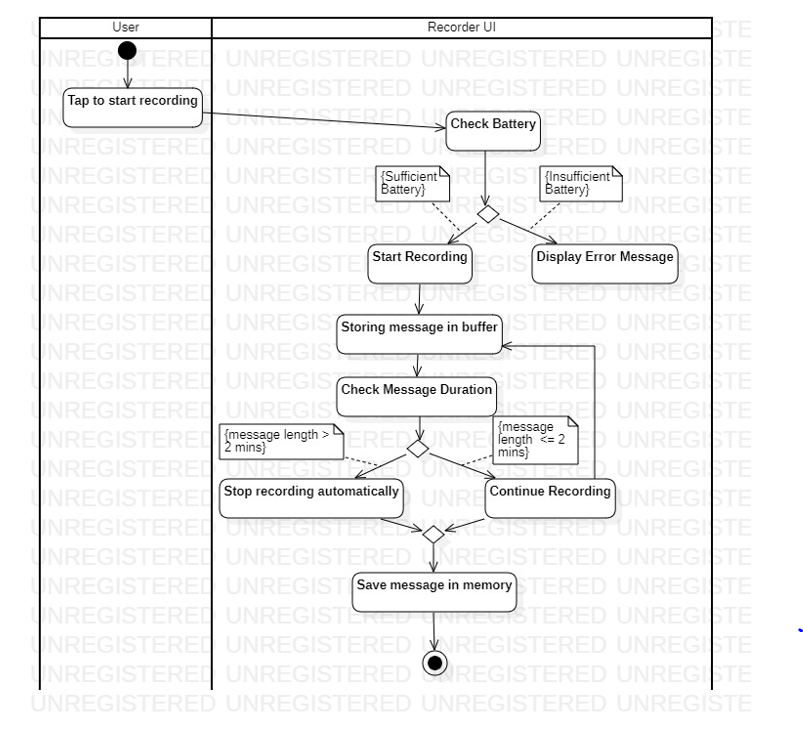 User
Recorder UI
Tap to start recording
Check Battery
{Sufficient
Battery}
{Insufficient
Battery}
Start Recording
Display Error Message
Storing message in buffer
Check Message Duration
{message length >
2 mins}
{message
length <= 2
mins}
Stop recording automatically
Continue Recording
Save message in memory
UNREGISTERED UNREGISTERED UNREGISTERED UNREGISTE